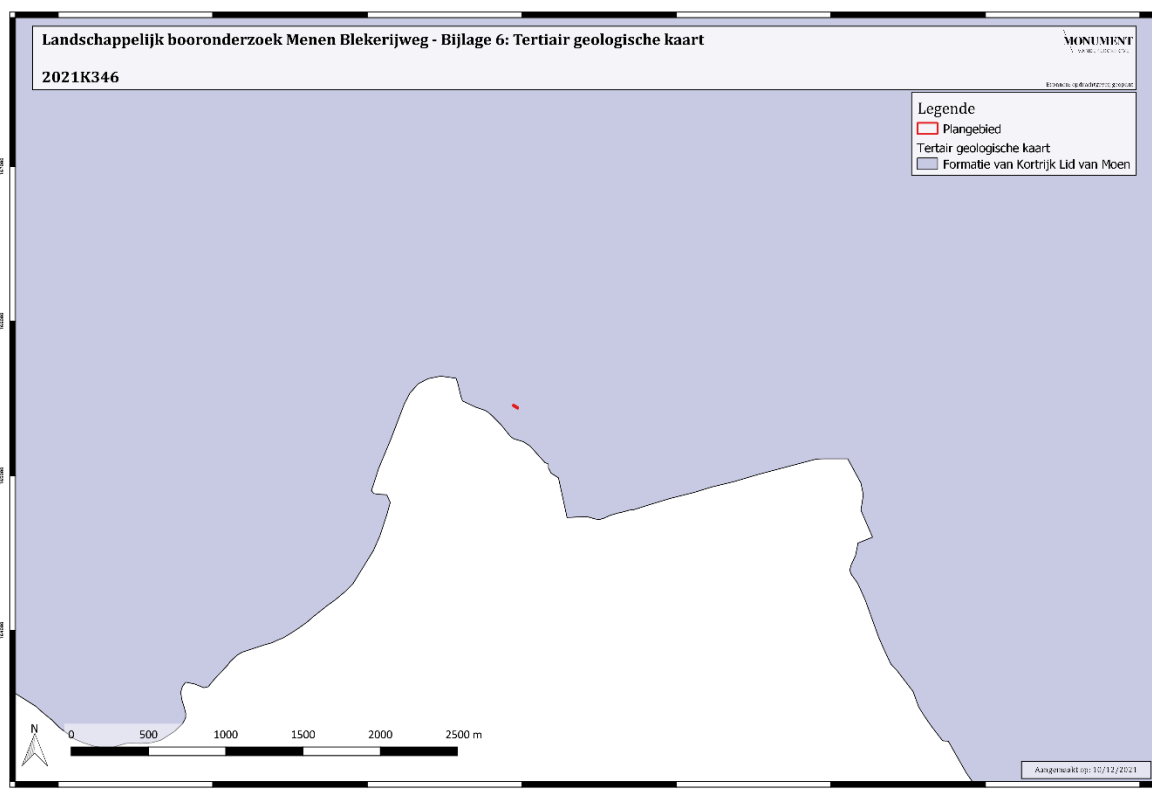 Landschappelijk booronderzoek Menen Blekerijweg - Bijlage 6: Tertiair geologische kaart
2021K346
MONUMENT
Legende
Plangebied
Tertair geologische kaart
Formatie van Kortrijk Lid van Moen
N
0 500 1000 1500 2000 2500 m
Aangemaakt op: 10/12/2021